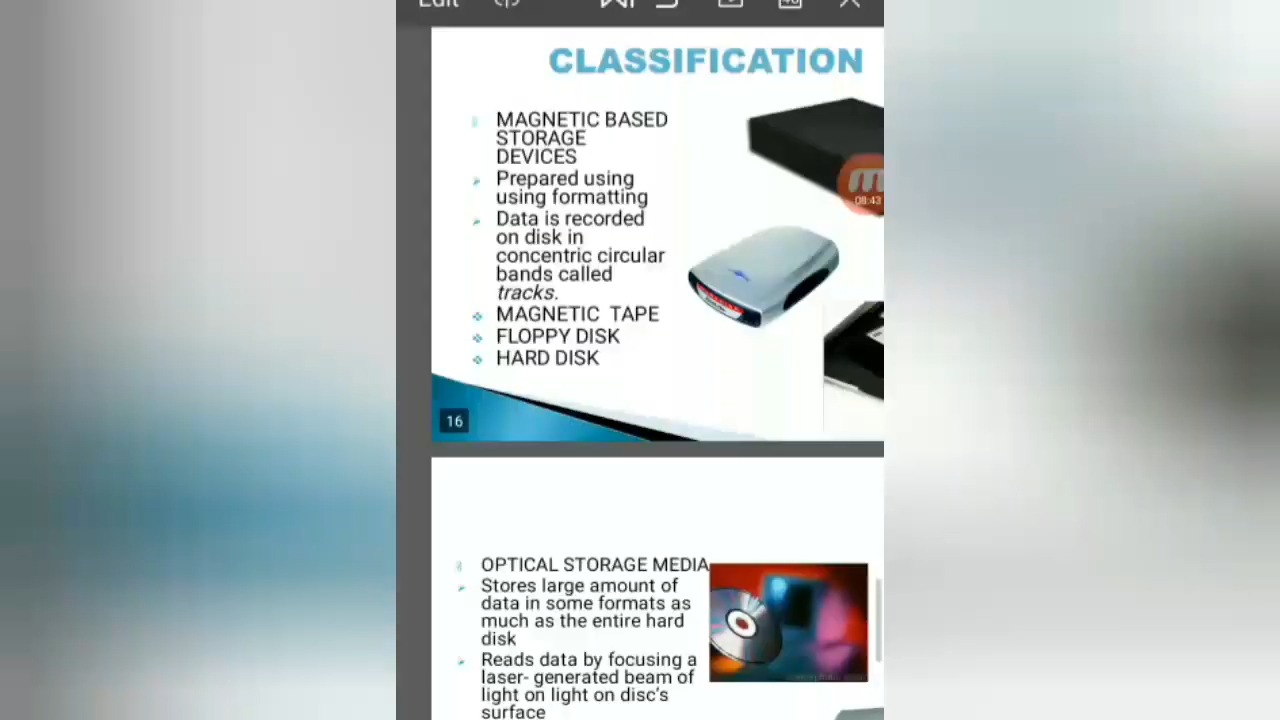 Edit
CLASSIFICATION
MAGNETIC BASED
STORAGE
DEVICES
Prepared using
using formatting
Data is recorded
on disk in
concentric circular
bands called
tracks.
MAGNETIC TAPE
FLOPPY DISK
HARD DISK
08:43
16
OPTICAL STORAGE MEDIA
Stores large amount of
data in some formats as
much as the entire hard
disk
Reads data by focusing a
laser- generated beam of
light on light on disc's
surface